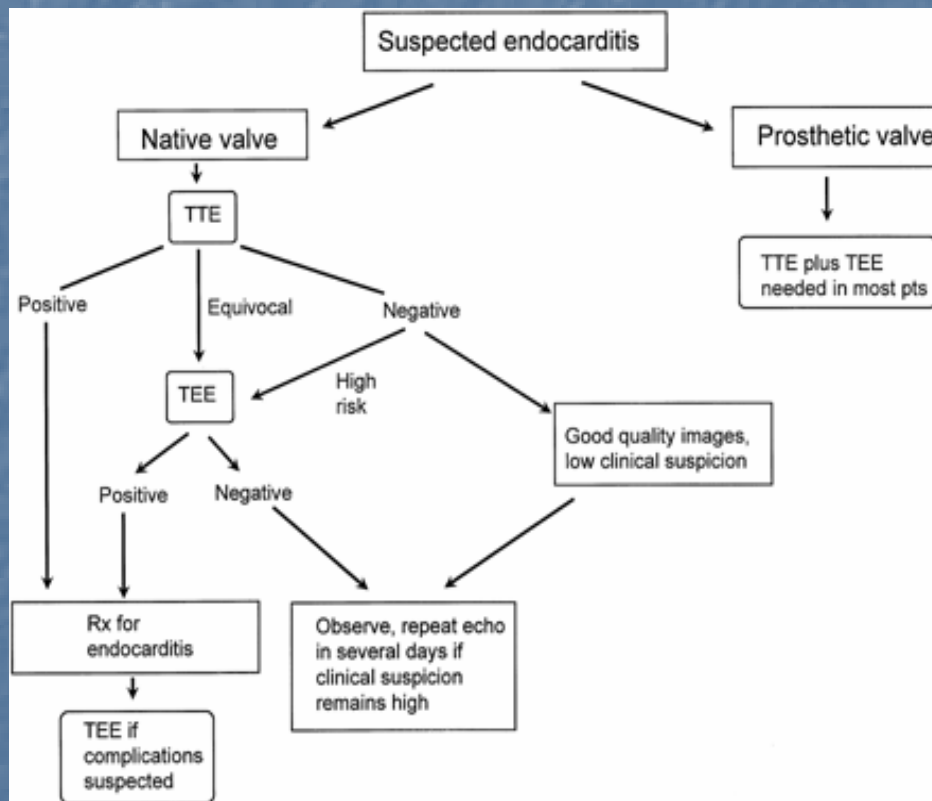 Suspected endocarditis
Native valve
Prosthetic valve
TTE
TTE plus TEE
needed in most pts
Positive
Equivocal
Negative
TEE
High
risk
Good quality images,
low clinical suspicion
Positive
Negative
Rx for
endocarditis
Observe, repeat echo
in several days if
clinical suspicion
remains high
TEE if
complications
suspected